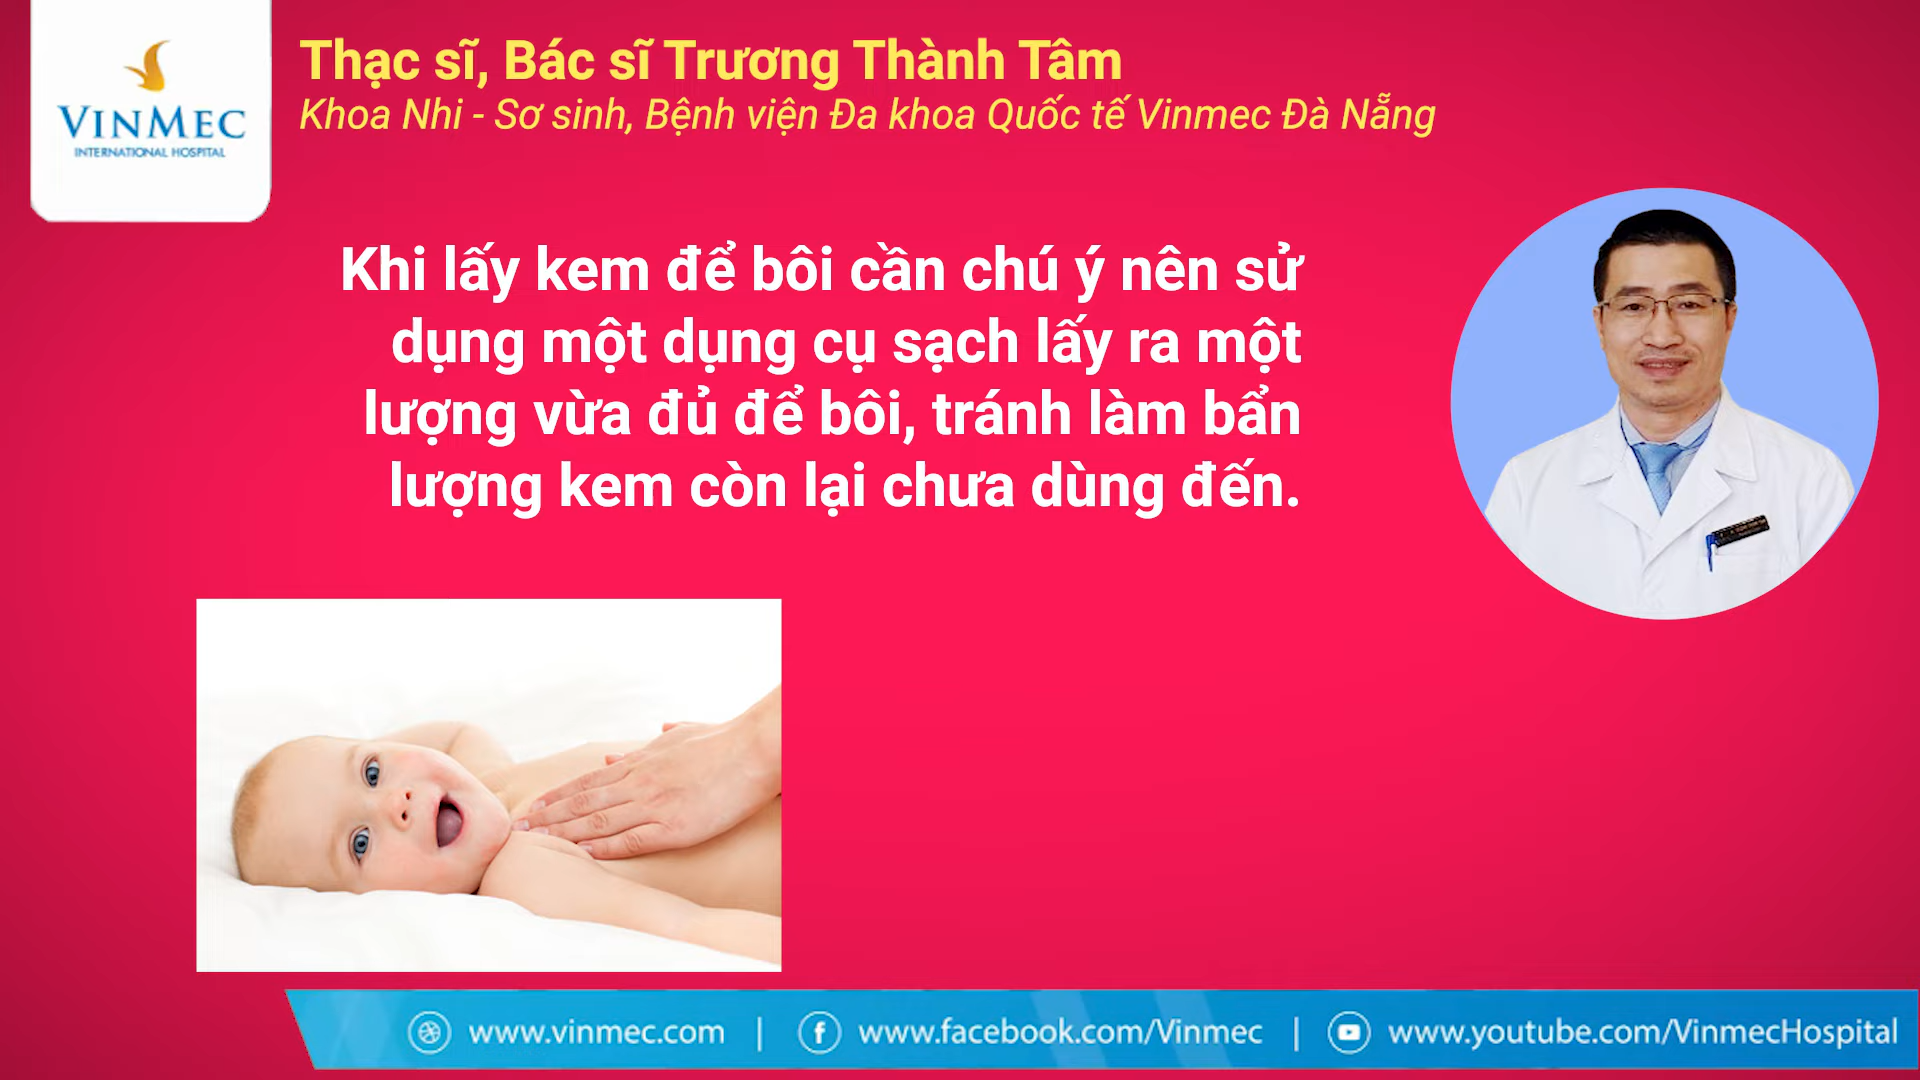 VINMEC
INTERNATIONAL HOSPITAL
Thạc sĩ, Bác sĩ Trương Thành Tâm
Khoa Nhi - Sơ sinh, Bệnh viện Đa khoa Quốc tế Vinmec Đà Nẵng
Khi lấy kem để bôi cần chú ý nên sử
dụng một dụng cụ sạch lấy ra một
lượng vừa đủ để bôi, tránh làm bẩn
lượng kem còn lại chưa dùng đến.
www.vinmec.com | www.facebook.com/Vinmec | www.youtube.com/VinmecHospital